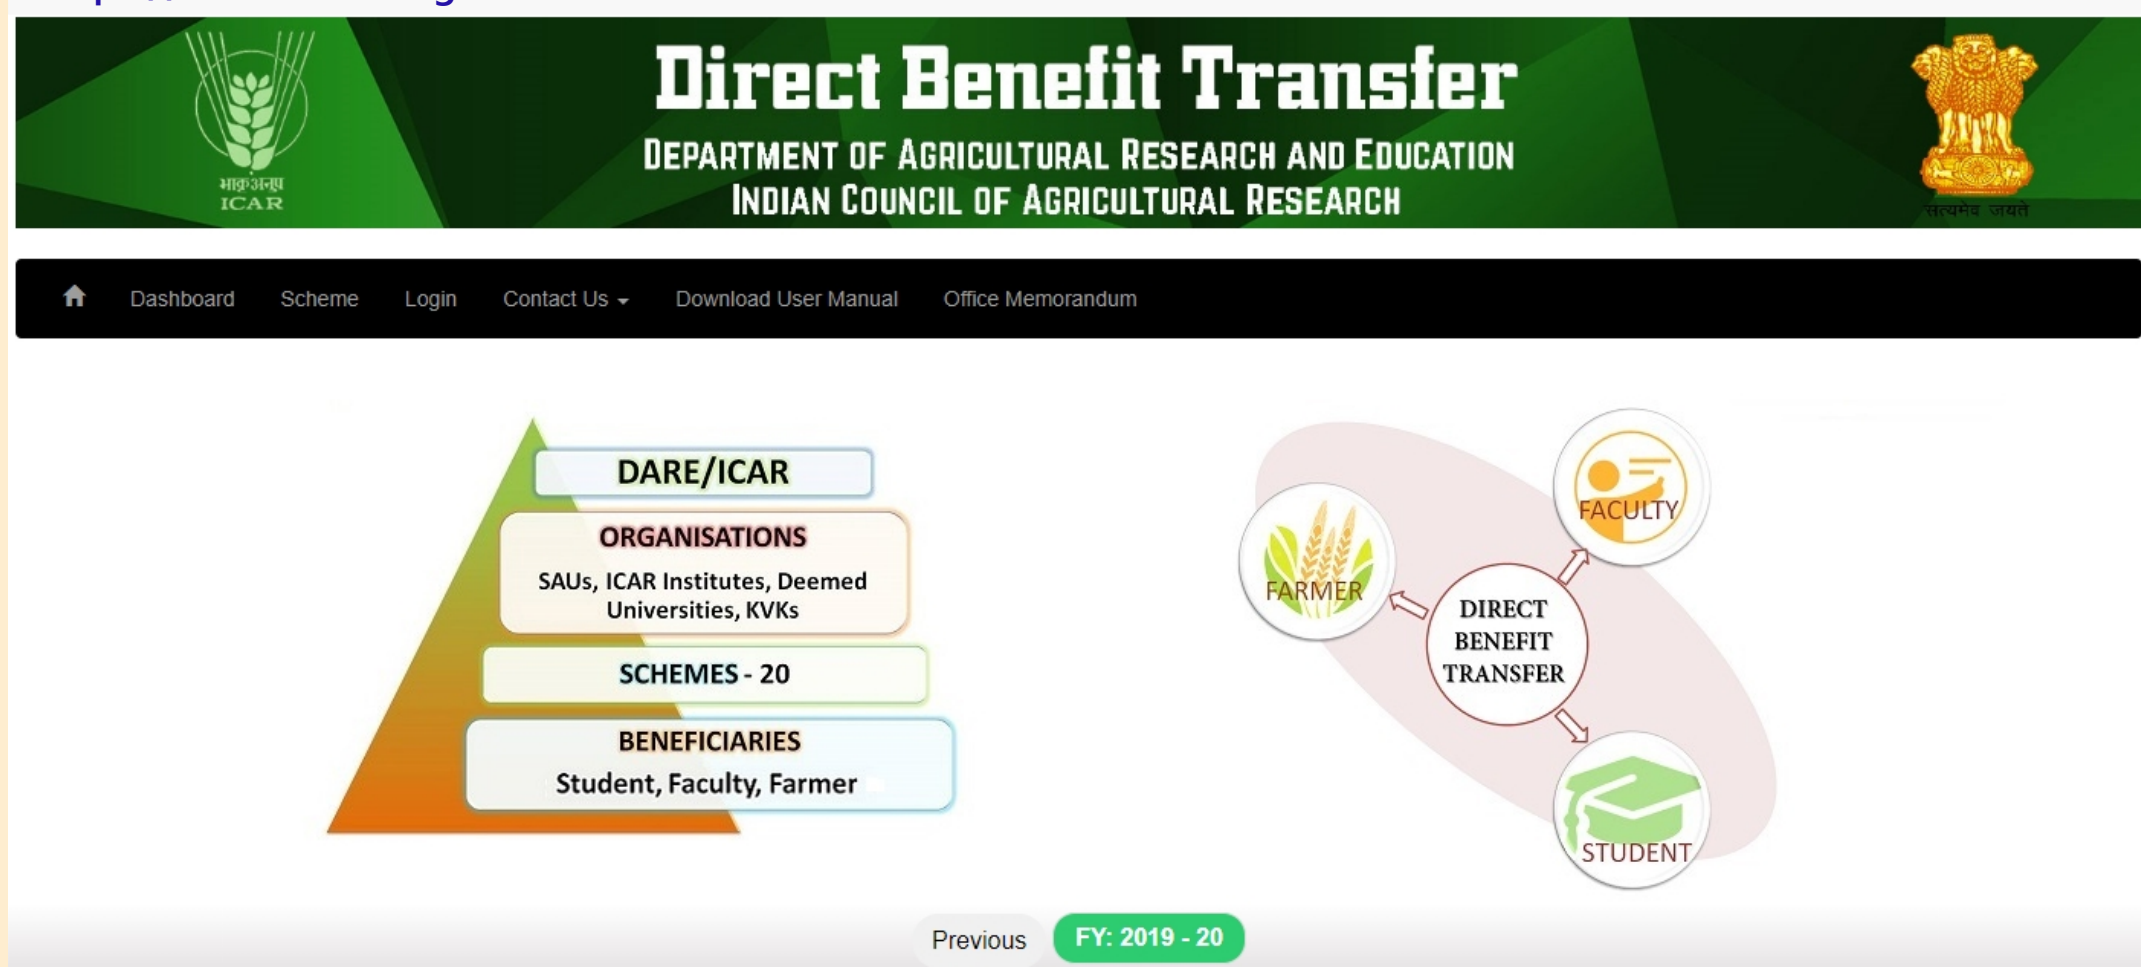 Direct Benefit Transfer
DEPARTMENT OF AGRICULTURAL RESEARCH AND EDUCATION
INDIAN COUNCIL OF AGRICULTURAL RESEARCH
भाकृअनुप
ICAR
सत्यमेव जयते
Dashboard Scheme Login Contact Us Download User Manual Office Memorandum
DARE/ICAR
ORGANISATIONS
SAUs, ICAR Institutes, Deemed
Universities, KVKs
SCHEMES - 20
BENEFICIARIES
Student, Faculty, Farmer
FACULTY
FARMER
DIRECT
BENEFIT
TRANSFER
STUDENT
Previous FY: 2019 - 20